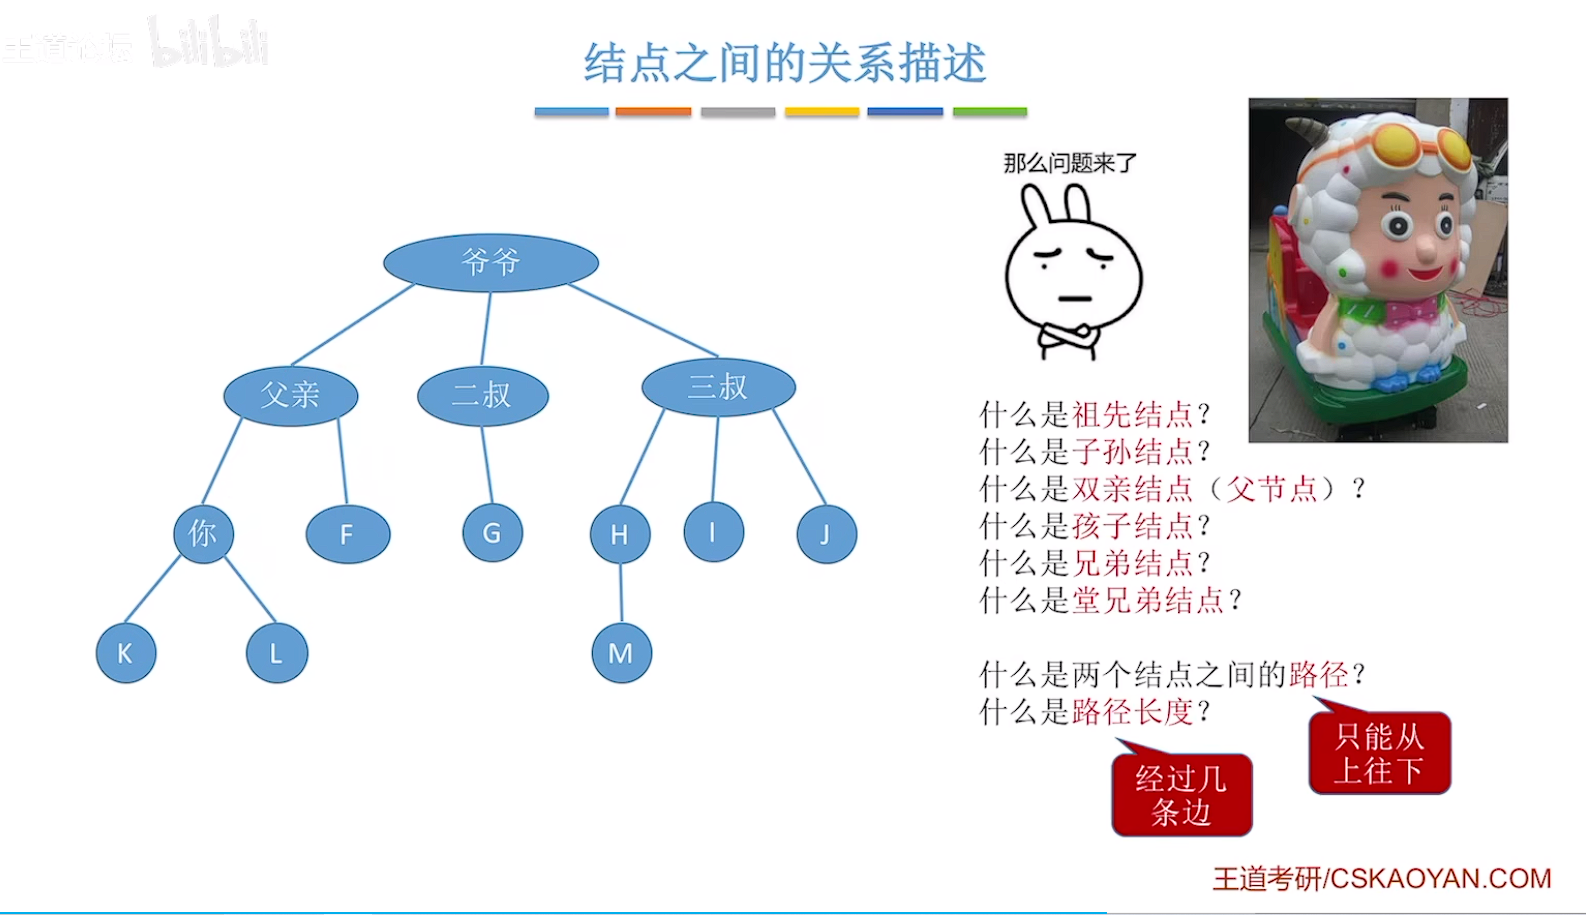 王道论坛 bilibili
结点之间的关系描述
那么问题来了
爷爷
父亲 二叔 三叔
你 F G H I J
K L M
什么是祖先结点？
什么是子孙结点？
什么是双亲结点（父节点）？
什么是孩子结点？
什么是兄弟结点？
什么是堂兄弟结点？
什么是两个结点之间的路径？
什么是路径长度？
只能从
上往下
经过几
条边
王道考研/CSKAOYAN.COM